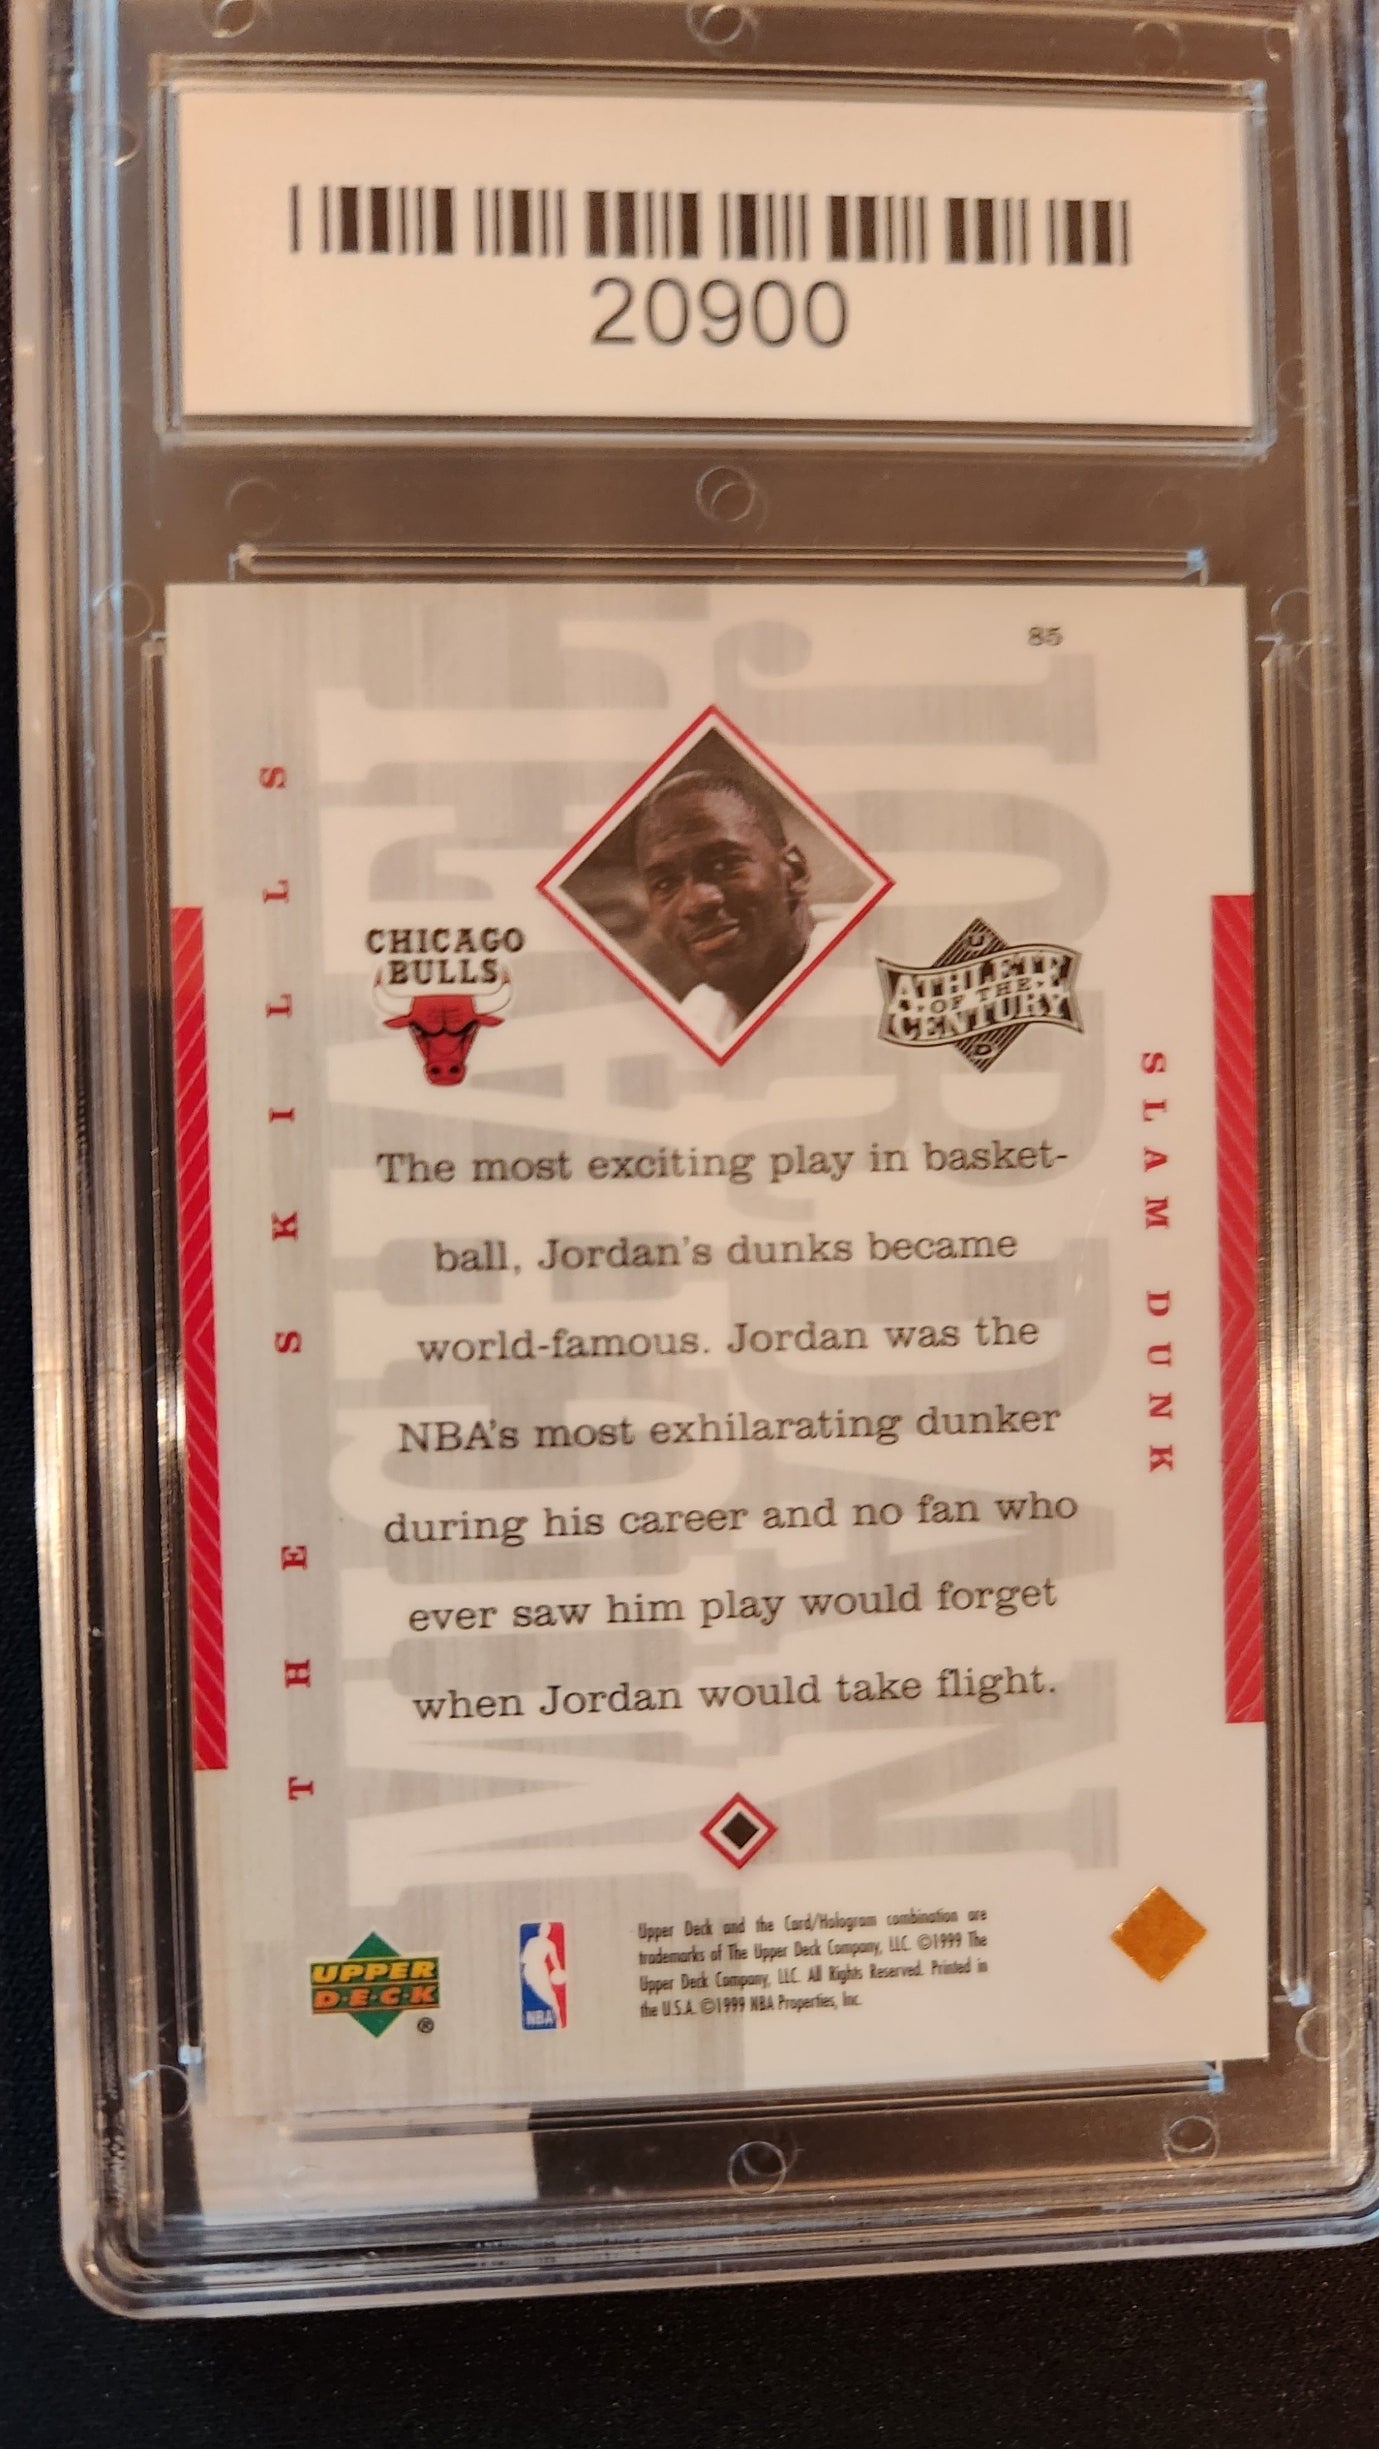 20900
85
CHICAGO
BULLS
U
ATHLETE
OF THE
CENTURY
D
THE SKILLS
SLAM DUNK
MICHAEL
JORDAN
The most exciting play in basket-
ball, Jordan's dunks became
world-famous. Jordan was the
NBA's most exhilarating dunker
during his career and no fan who
ever saw him play would forget
when Jordan would take flight.
UPPER
D·E·C·K
®
NBA
Upper Deck and the Card/Hologram combination are
trademarks of The Upper Deck Company, LLC. ©1999 The
Upper Deck Company, LLC. All Rights Reserved. Printed in
the U.S.A. ©1999 NBA Properties, Inc.